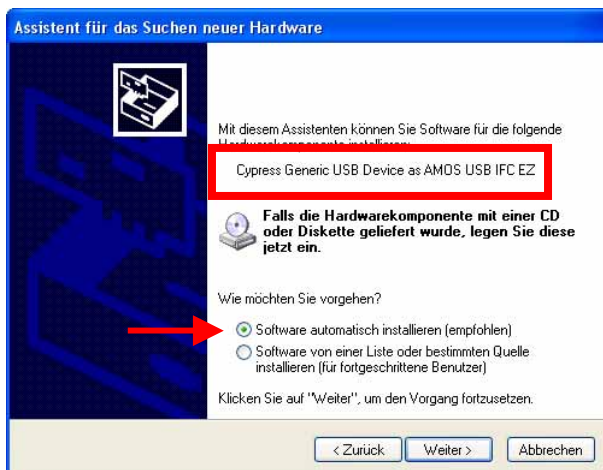 Assistent für das Suchen neuer Hardware
Mit diesem Assistenten können Sie Software für die folgende
Hardwarekomponente installieren:
Cypress Generic USB Device as AMOS USB IFC EZ
Falls die Hardwarekomponente mit einer CD
oder Diskette geliefert wurde, legen Sie diese
jetzt ein.
Wie möchten Sie vorgehen?
Software automatisch installieren (empfohlen)
Software von einer Liste oder bestimmten Quelle
installieren (für fortgeschrittene Benutzer)
Klicken Sie auf "Weiter", um den Vorgang fortzusetzen.
< Zurück Weiter > Abbrechen